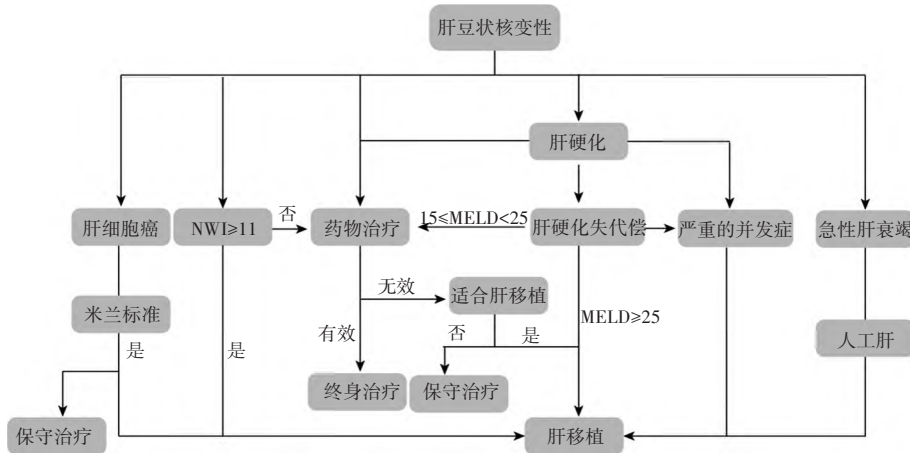 肝豆状核变性
肝硬化
否
15≤MELD<25
肝细胞癌
NWI≥11
药物治疗
肝硬化失代偿
严重的并发症
急性肝衰竭
无效
适合肝移植
米兰标准
MELD≥25
有效
否
是
人工肝
是
是
终身治疗
保守治疗
保守治疗
肝移植